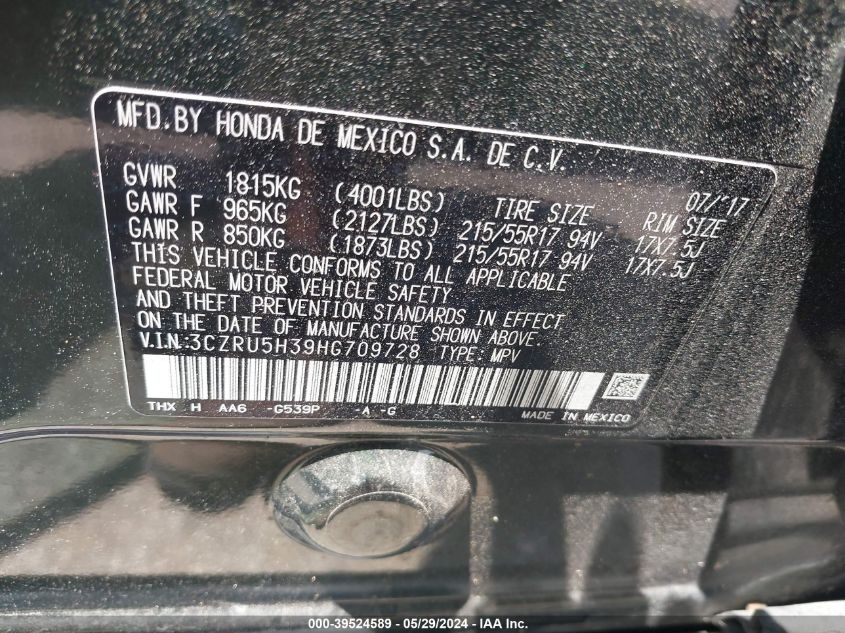 MFD. BY HONDA DE MEXICO S.A. DE C.V.
07/'17
GVWR 1815KG (4001LBS) TIRE SIZE RIM SIZE
GAWR F 965KG (2127LBS) 215/55R17 94V 17X7.5J
GAWR R 850KG (1873LBS) 215/55R17 94V 17X7.5J
THIS VEHICLE CONFORMS TO ALL APPLICABLE
FEDERAL MOTOR VEHICLE SAFETY
AND THEFT PREVENTION STANDARDS IN EFFECT
ON THE DATE OF MANUFACTURE SHOWN ABOVE.
V.I.N:3CZRU5H39HG709728 TYPE: MPV
THX H AA6 -G539P -A -G MADE IN MEXICO
000-39524589 - 05/29/2024 - IAAI.COM